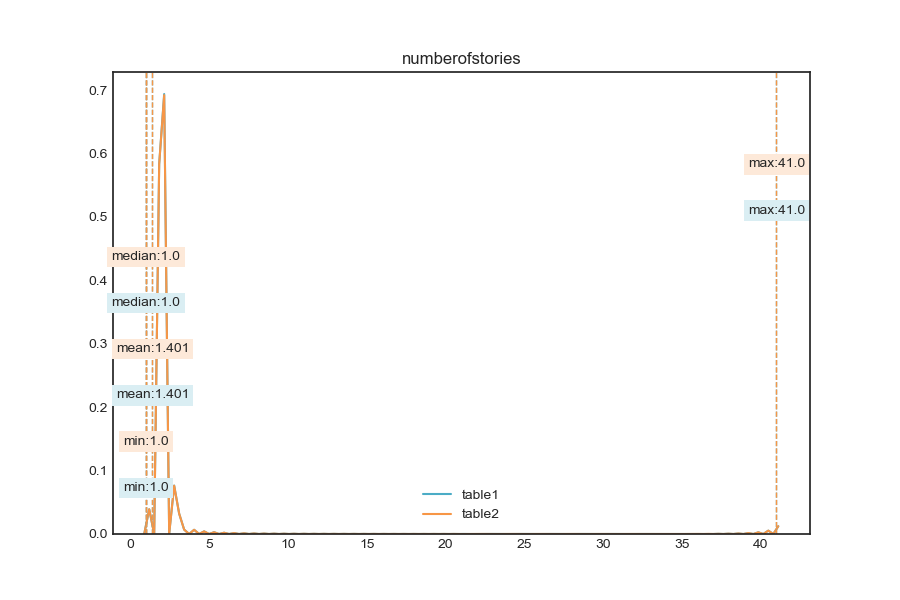 numberofstories
0.7
0.6
0.5
0.4
0.3
0.2
0.1
0.0
max:41.0
max:41.0
median:1.0
median:1.0
mean:1.401
mean:1.401
min:1.0
min:1.0
table1
table2
0 5 10 15 20 25 30 35 40